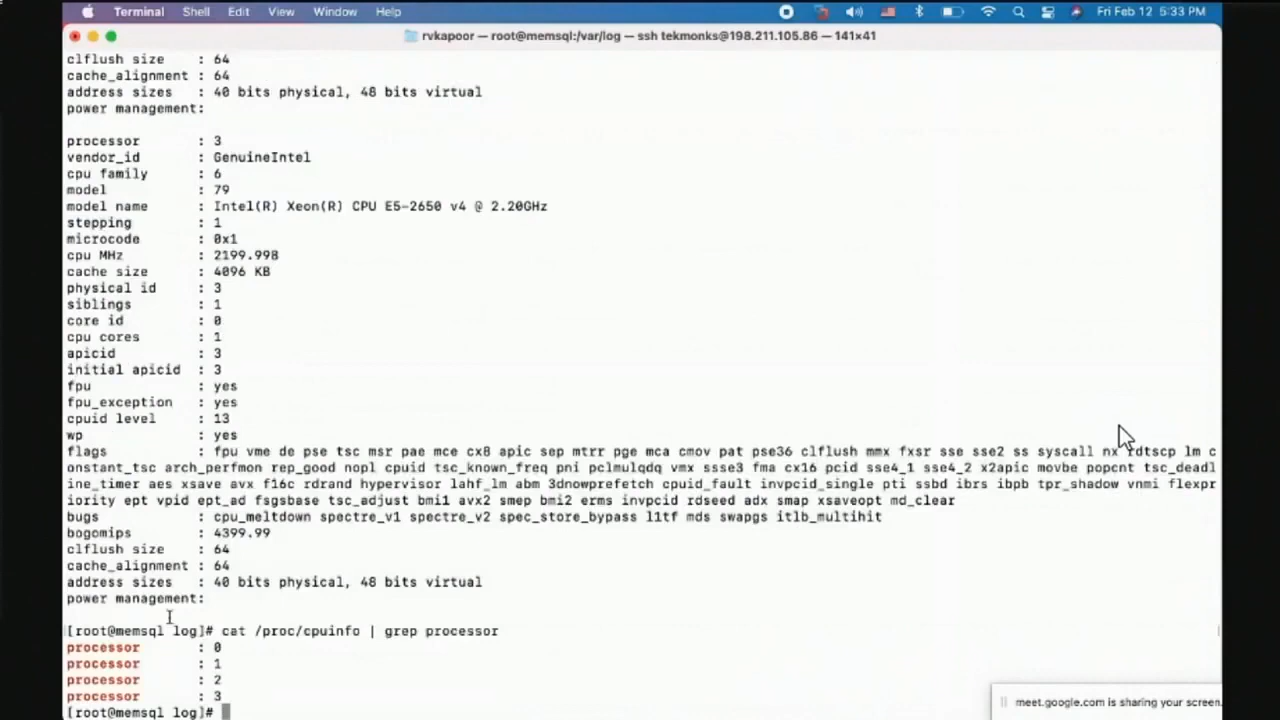 Terminal Shell Edit View Window Help Fri Feb 12 5:33 PM
rvkapoor — root@memsql:/var/log — ssh tekmonks@198.211.105.86 — 141×41
clflush size : 64
cache_alignment : 64
address sizes : 40 bits physical, 48 bits virtual
power management:
processor : 3
vendor_id : GenuineIntel
cpu family : 6
model : 79
model name : Intel(R) Xeon(R) CPU E5-2650 v4 @ 2.20GHz
stepping : 1
microcode : 0x1
cpu MHz : 2199.998
cache size : 4096 KB
physical id : 3
siblings : 1
core id : 0
cpu cores : 1
apicid : 3
initial apicid : 3
fpu : yes
fpu_exception : yes
cpuid level : 13
wp : yes
flags : fpu vme de pse tsc msr pae mce cx8 apic sep mtrr pge mca cmov pat pse36 clflush mmx fxsr sse sse2 ss syscall nx rdtscp lm c
onstant_tsc arch_perfmon rep_good nopl cpuid tsc_known_freq pni pclmulqdq vmx ssse3 fma cx16 pcid sse4_1 sse4_2 x2apic movbe popcnt tsc_deadl
ine_timer aes xsave avx f16c rdrand hypervisor lahf_lm abm 3dnowprefetch cpuid_fault invpcid_single pti ssbd ibrs ibpb tpr_shadow vnmi flexpr
iority ept vpid ept_ad fsgsbase tsc_adjust bmi1 avx2 smep bmi2 erms invpcid rdseed adx smap xsaveopt md_clear
bugs : cpu_meltdown spectre_v1 spectre_v2 spec_store_bypass l1tf mds swapgs itlb_multihit
bogomips : 4399.99
clflush size : 64
cache_alignment : 64
address sizes : 40 bits physical, 48 bits virtual
power management:
[root@memsql log]# cat /proc/cpuinfo | grep processor
processor : 0
processor : 1
processor : 2
processor : 3
[root@memsql log]#
meet.google.com is sharing your screen.